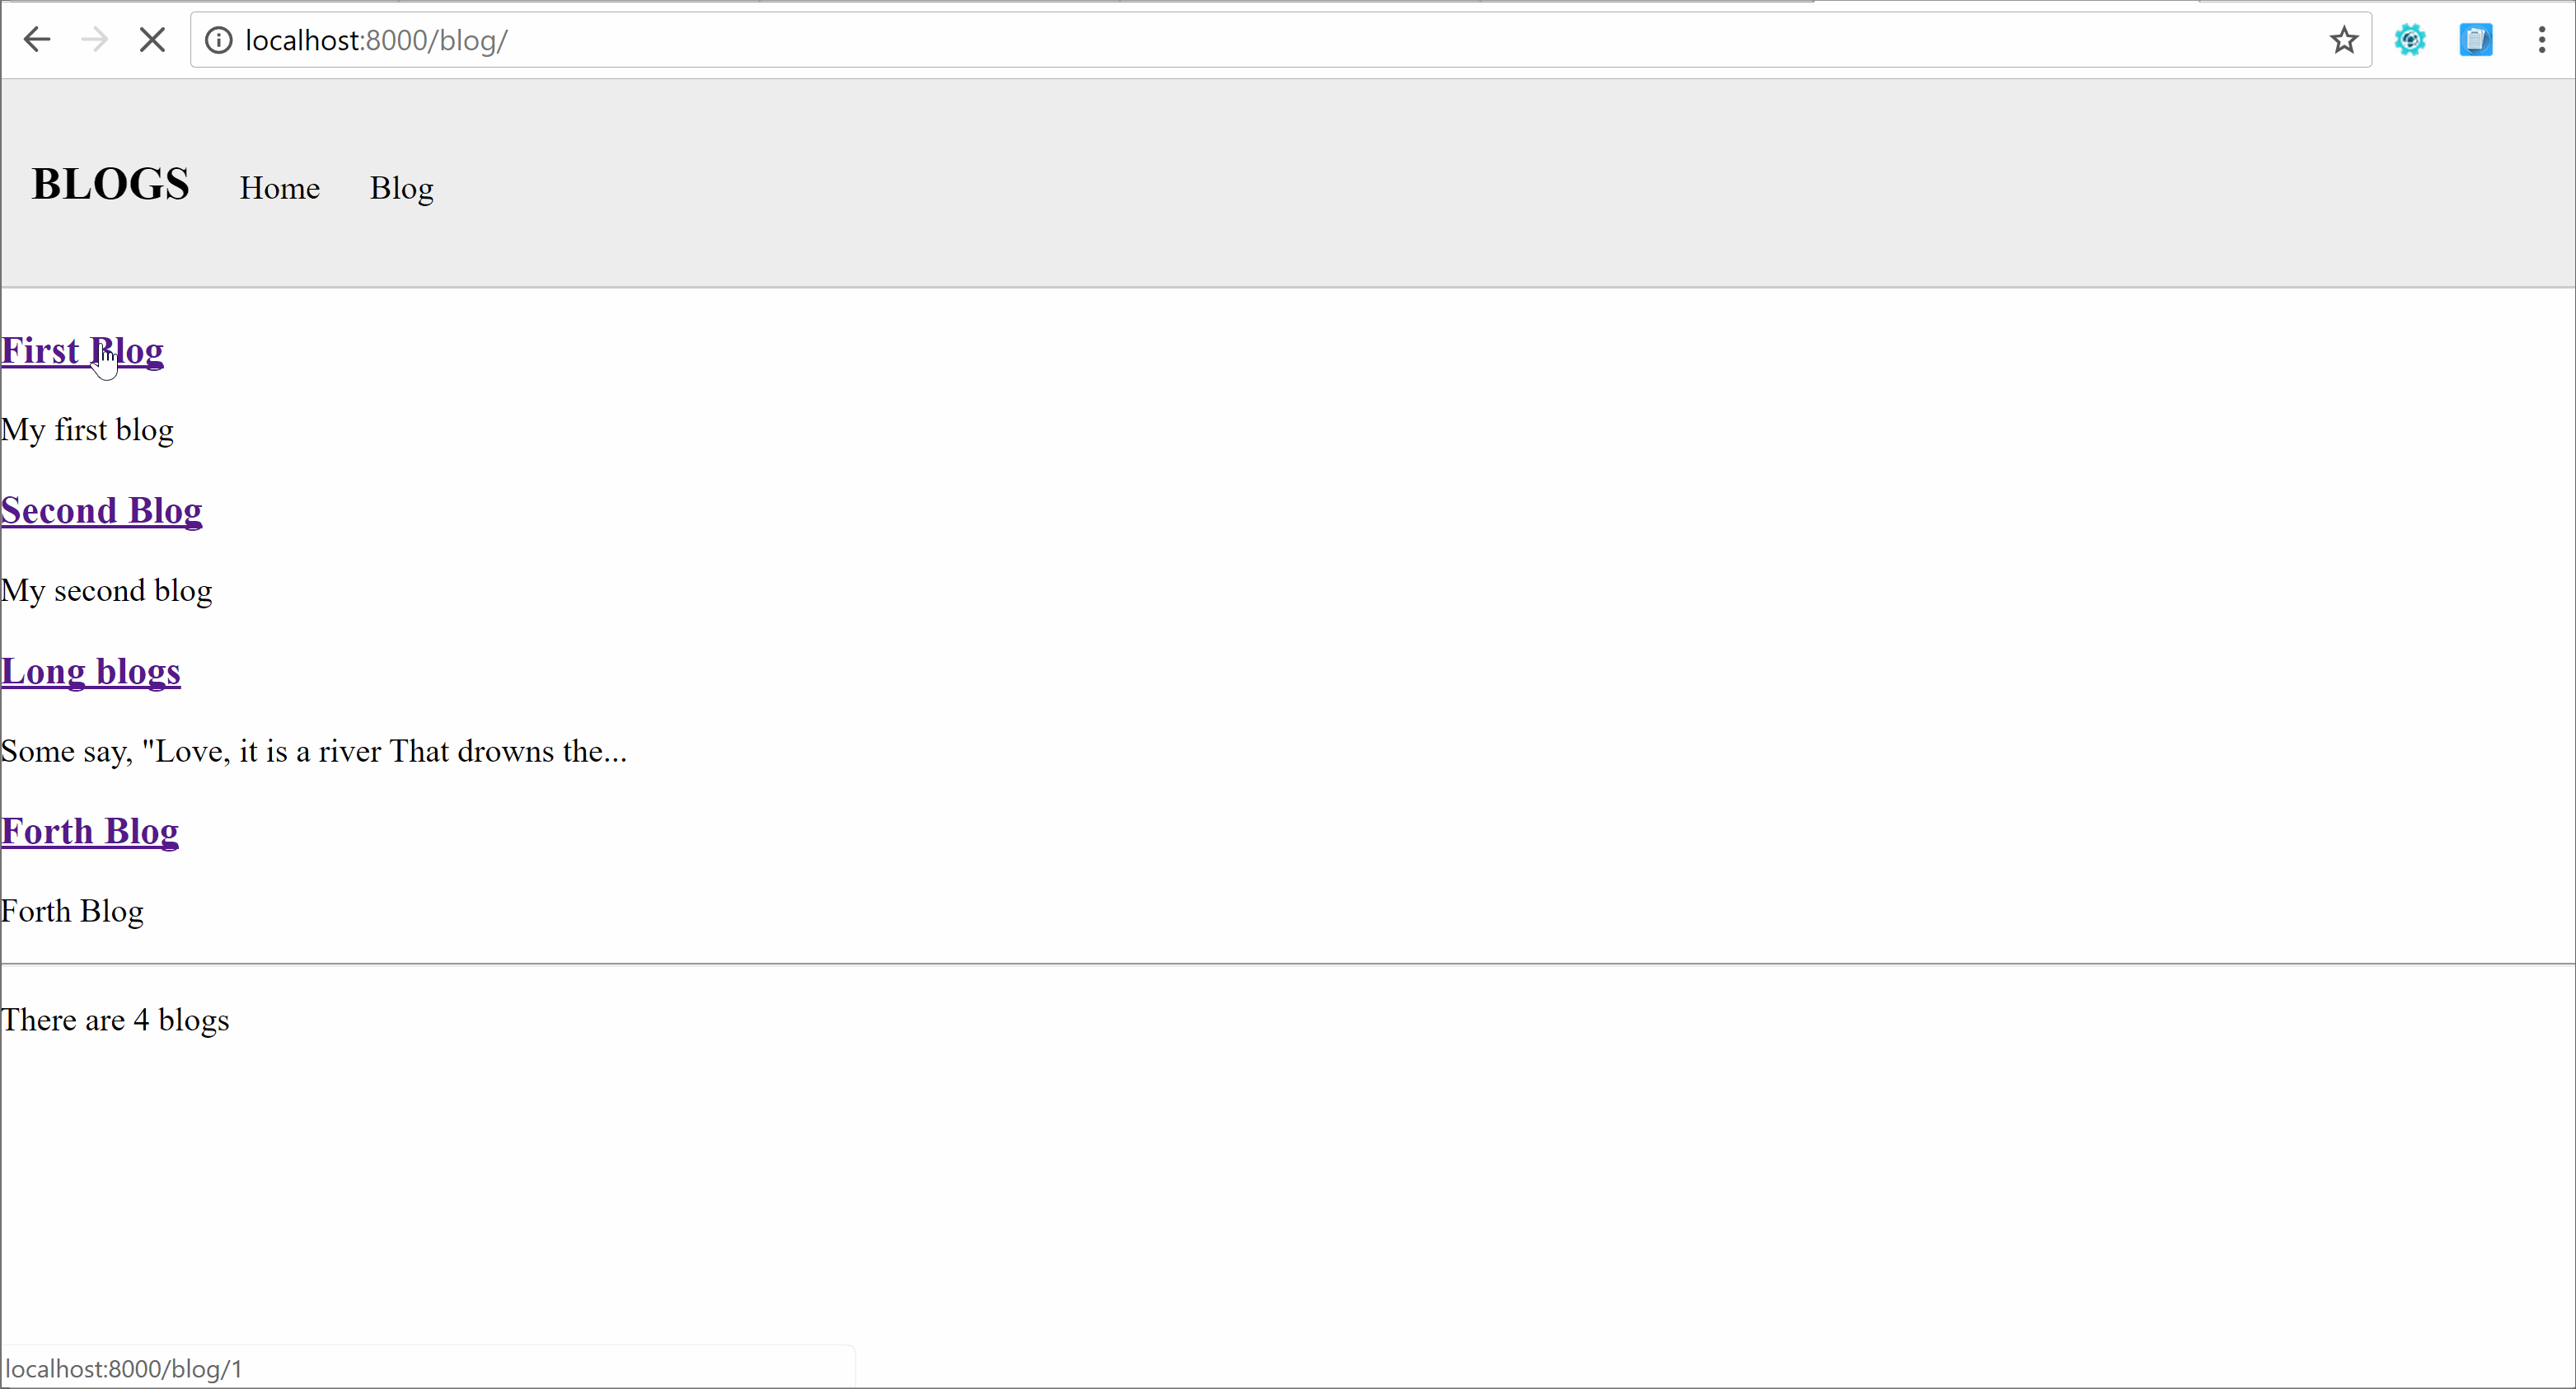 localhost:8000/blog/
BLOGS Home Blog
First Blog
My first blog
Second Blog
My second blog
Long blogs
Some say, "Love, it is a river That drowns the...
Forth Blog
Forth Blog
There are 4 blogs
localhost:8000/blog/1